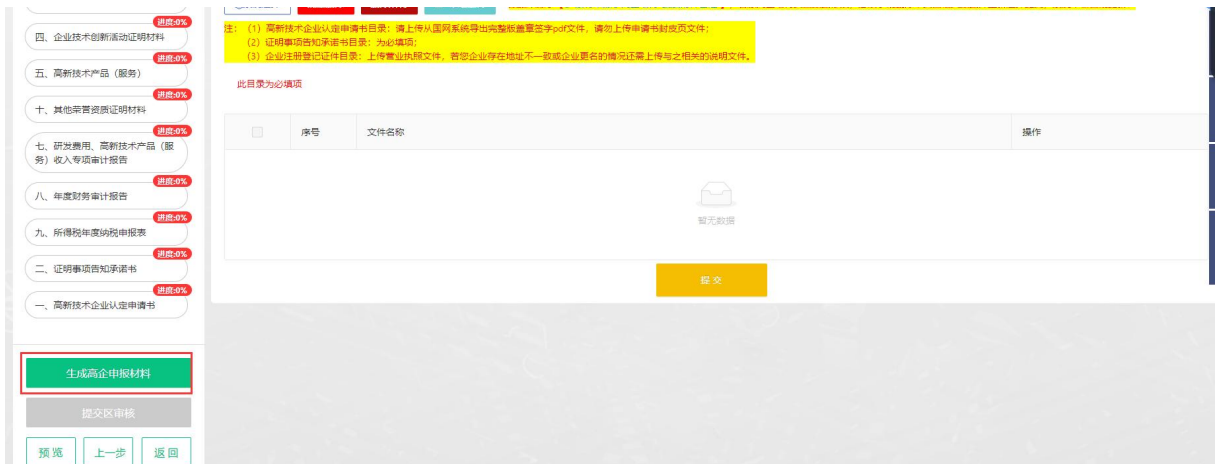 进度:0%
四、企业技术创新活动证明材料
进度:0%
五、高新技术产品（服务）
进度:0%
十、其他荣誉资质证明材料
进度:0%
七、研发费用、高新技术产品（服
务）收入专项审计报告
进度:0%
八、年度财务审计报告
进度:0%
九、所得税年度纳税申报表
进度:0%
二、证明事项告知承诺书
进度:0%
一、高新技术企业认定申请书
生成高企申报材料
提交区审核
预览 上一步 返回
注：（1）高新技术企业认定申请书目录：请上传从国网系统导出完整版盖章签字pdf文件，请勿上传申请书封皮页文件；
（2）证明事项告知承诺书目录：为必填项；
（3）企业注册登记证件目录：上传营业执照文件，若您企业存在地址不一致或企业更名的情况还需上传与之相关的说明文件。
此目录为必填项
序号 文件名称 操作
暂无数据
提交